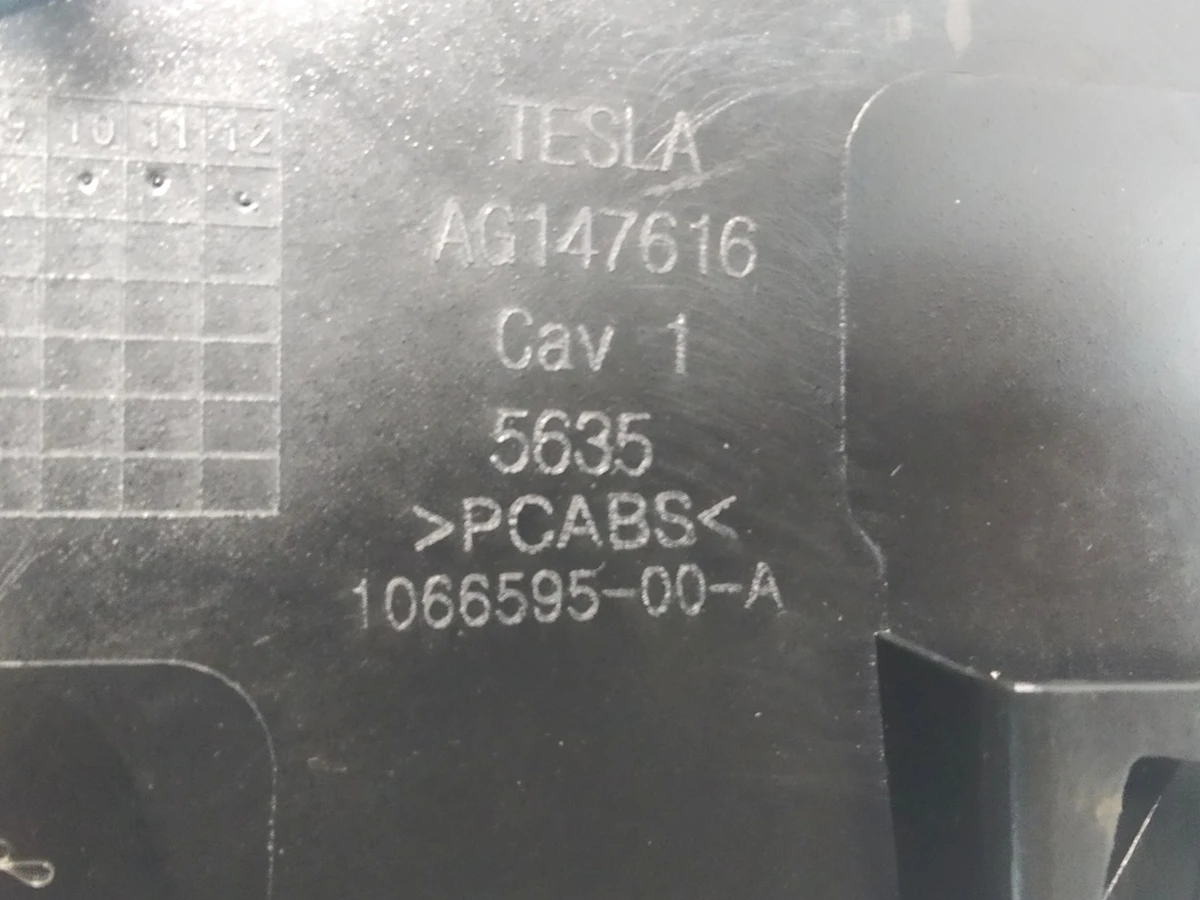 9 10 11 12
TESLA
AG147616
Cav 1
5635
>PCABS<
1066595-00-A